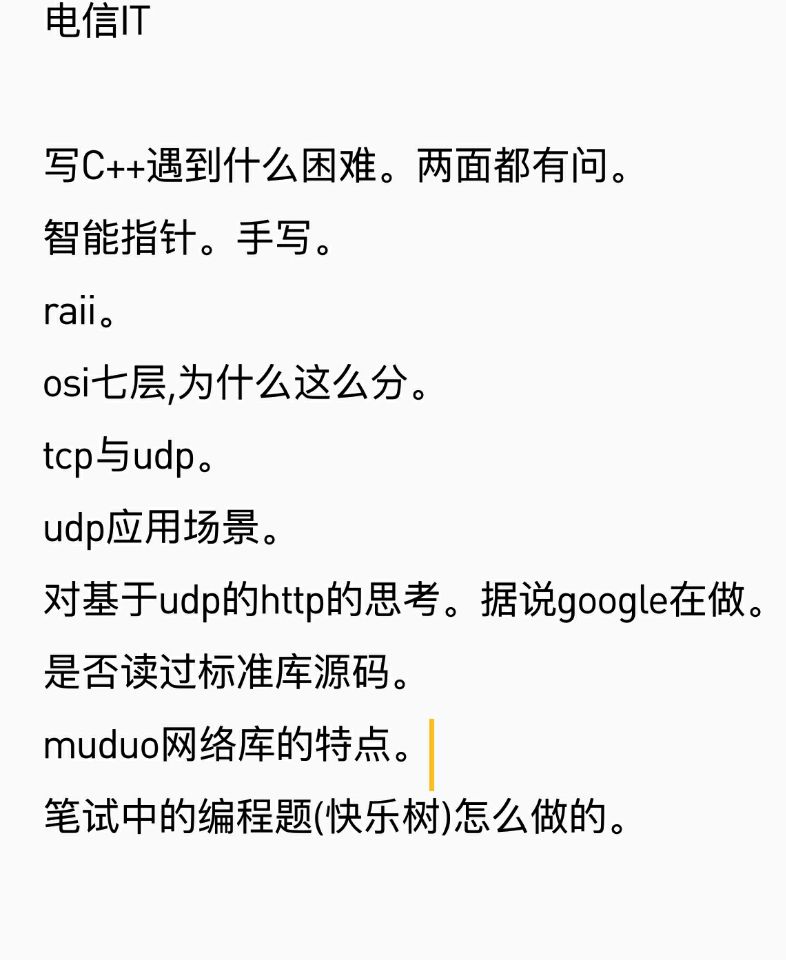 电信IT
写C++遇到什么困难。两面都有问。
智能指针。手写。
raii。
osi七层,为什么这么分。
tcp与udp。
udp应用场景。
对基于udp的http的思考。据说google在做。
是否读过标准库源码。
muduo网络库的特点。
笔试中的编程题(快乐树)怎么做的。